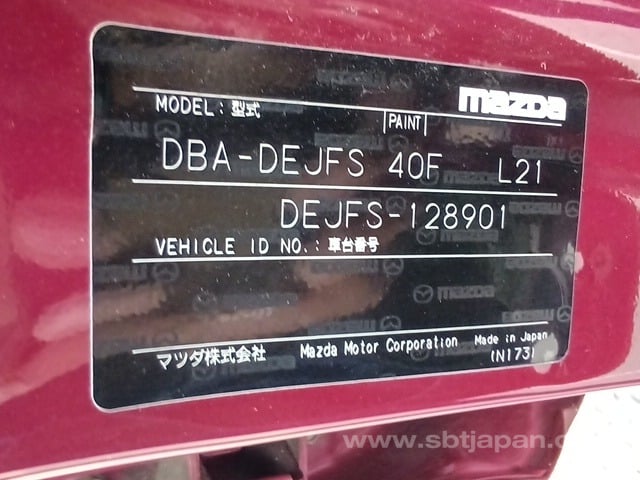 mazda
MODEL: 型式
PAINT
DBA-DEJFS 40F L21
DEJFS-128901
VEHICLE ID NO.: 車台番号
マツダ株式会社 Mazda Motor Corporation Made in Japan
(N173)
www.sbtjapan.c